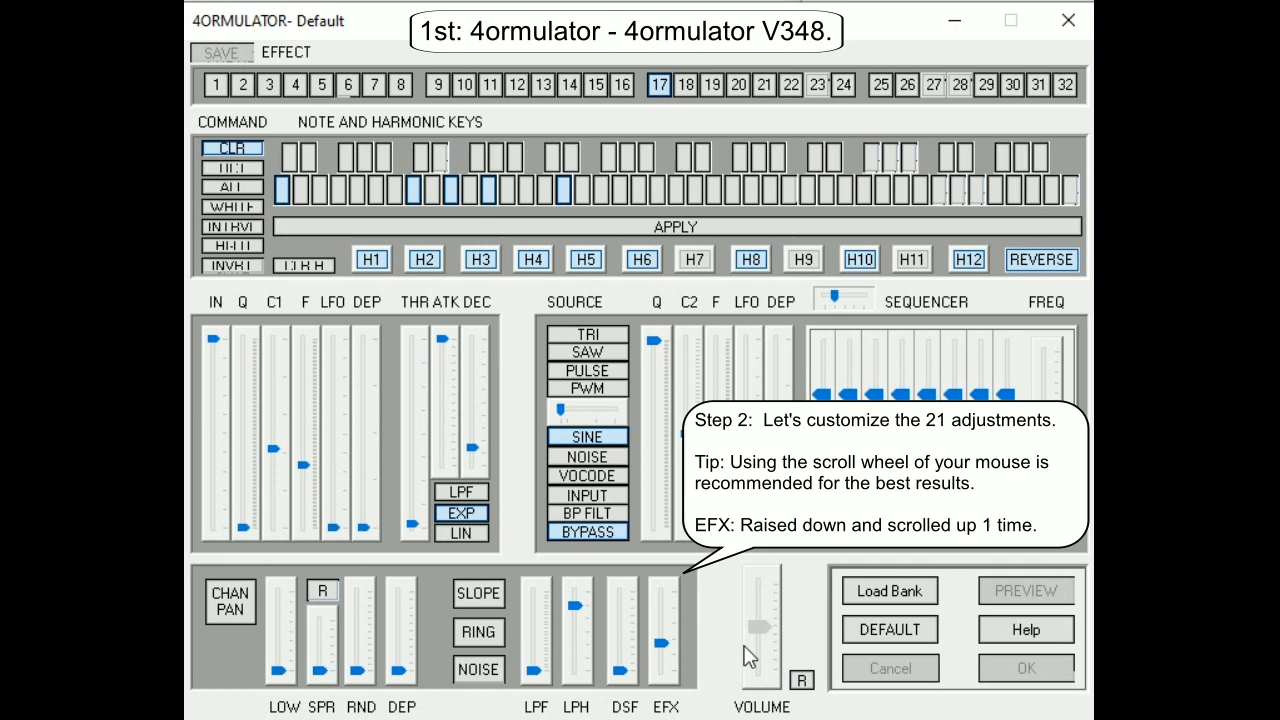 4ORMULATOR- Default
1st: 4ormulator - 4ormulator V348.
SAVE EFFECT
1 2 3 4 5 6 7 8 9 10 11 12 13 14 15 16 17 18 19 20 21 22 23 24 25 26 27 28 29 30 31 32
COMMAND NOTE AND HARMONIC KEYS
CLR
ALL
WHITE
INTRVL
INVRT
APPLY
H1 H2 H3 H4 H5 H6 H7 H8 H9 H10 H11 H12 REVERSE
IN Q C1 F LFO DEP THR ATK DEC SOURCE Q C2 F LFO DEP SEQUENCER FREQ
TRI
SAW
PULSE
PWM
SINE
NOISE
VOCODE
INPUT
BP FILT
BYPASS
LPF
EXP
LIN
Step 2: Let's customize the 21 adjustments.
Tip: Using the scroll wheel of your mouse is
recommended for the best results.
EFX: Raised down and scrolled up 1 time.
CHAN
PAN
R
SLOPE
RING
NOISE
R
Load Bank PREVIEW
DEFAULT Help
Cancel OK
LOW SPR RND DEP LPF LPH DSF EFX VOLUME